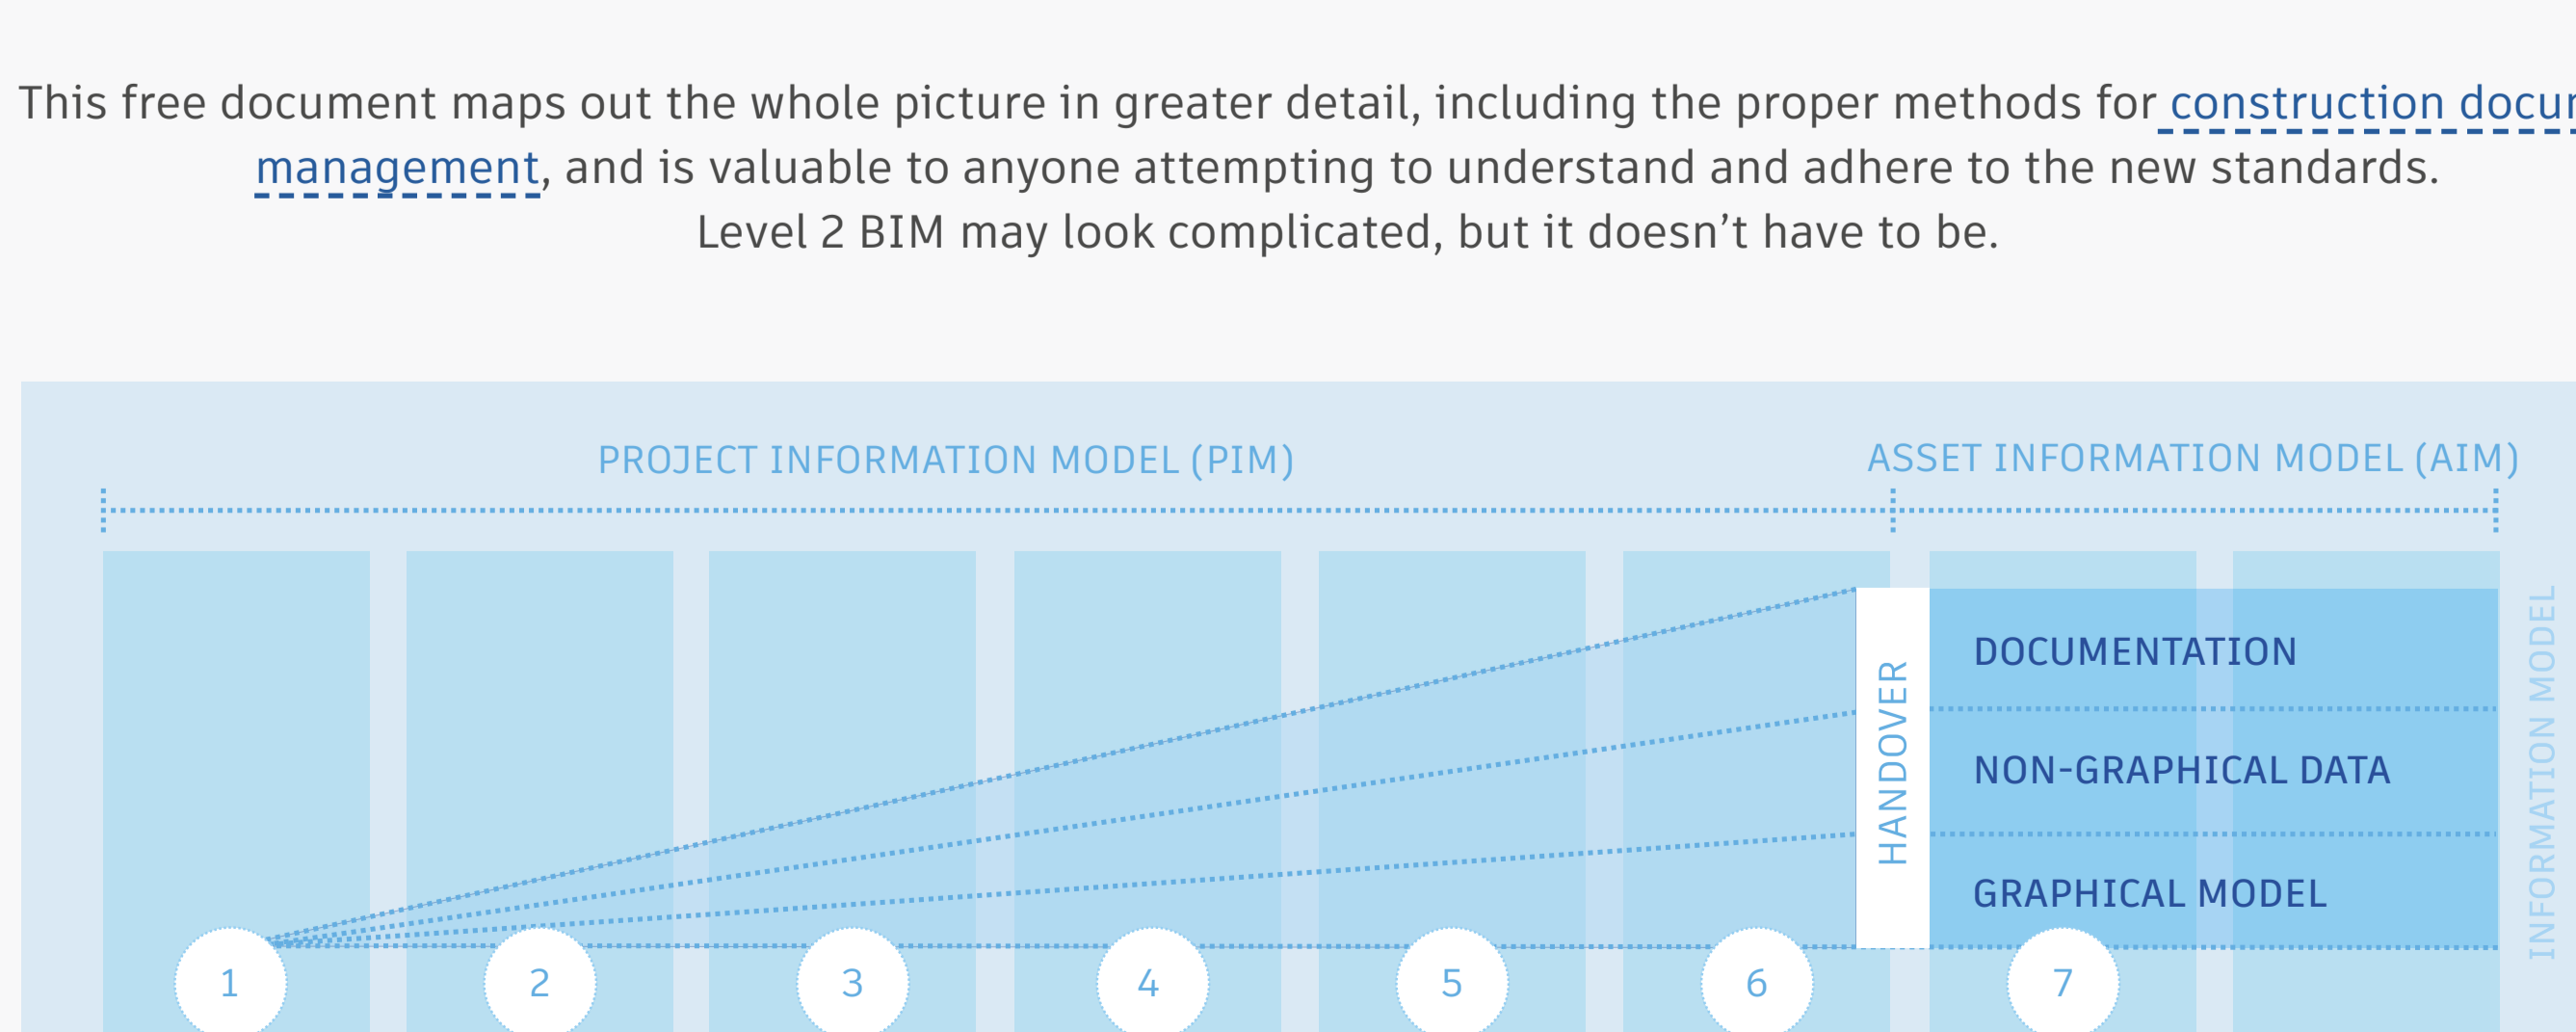 This free document maps out the whole picture in greater detail, including the proper methods for construction
management, and is valuable to anyone attempting to understand and adhere to the new standards.
Level 2 BIM may look complicated, but it doesn’t have to be.
PROJECT INFORMATION MODEL (PIM)
ASSET INFORMATION MODEL (AIM)
HANDOVER
DOCUMENTATION
NON-GRAPHICAL DATA
GRAPHICAL MODEL
INFORMATION MODEL
1
2
3
4
5
6
7